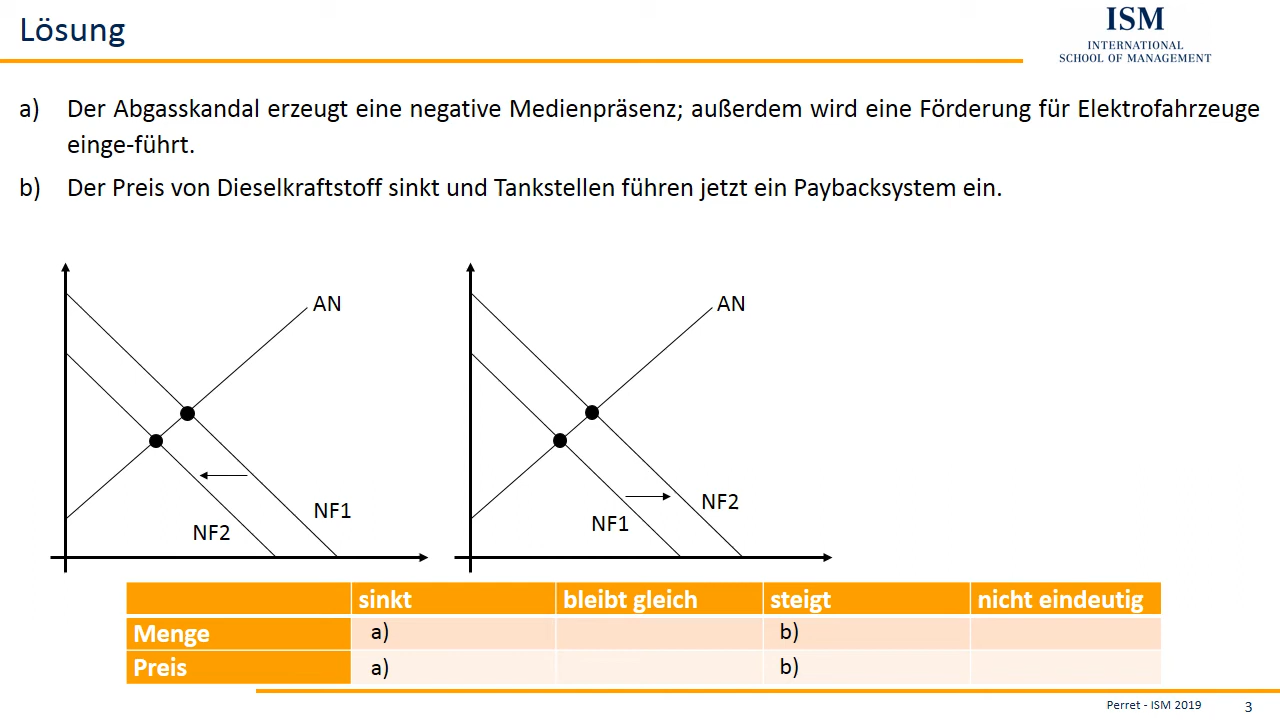 Lösung
ISM
INTERNATIONAL
SCHOOL OF MANAGEMENT
a) Der Abgasskandal erzeugt eine negative Medienpräsenz; außerdem wird eine Förderung für Elektrofahrzeuge
einge-führt.
b) Der Preis von Dieselkraftstoff sinkt und Tankstellen führen jetzt ein Paybacksystem ein.
AN
NF1
NF2
AN
NF2
NF1
sinkt bleibt gleich steigt nicht eindeutig
Menge a) b)
Preis a) b)
Perret - ISM 2019 3